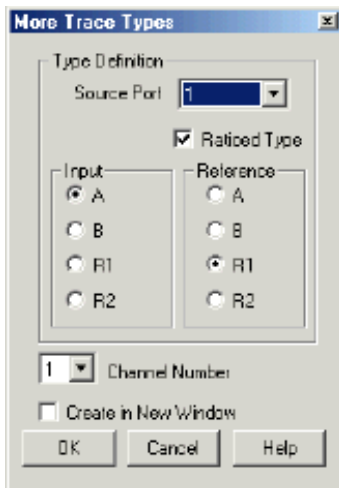 More Trace Types
Type Definition
Source Port 1
Ratioed Type
Input
A
B
R1
R2
Reference
A
B
R1
R2
1 Channel Number
Create in New Window
OK Cancel Help